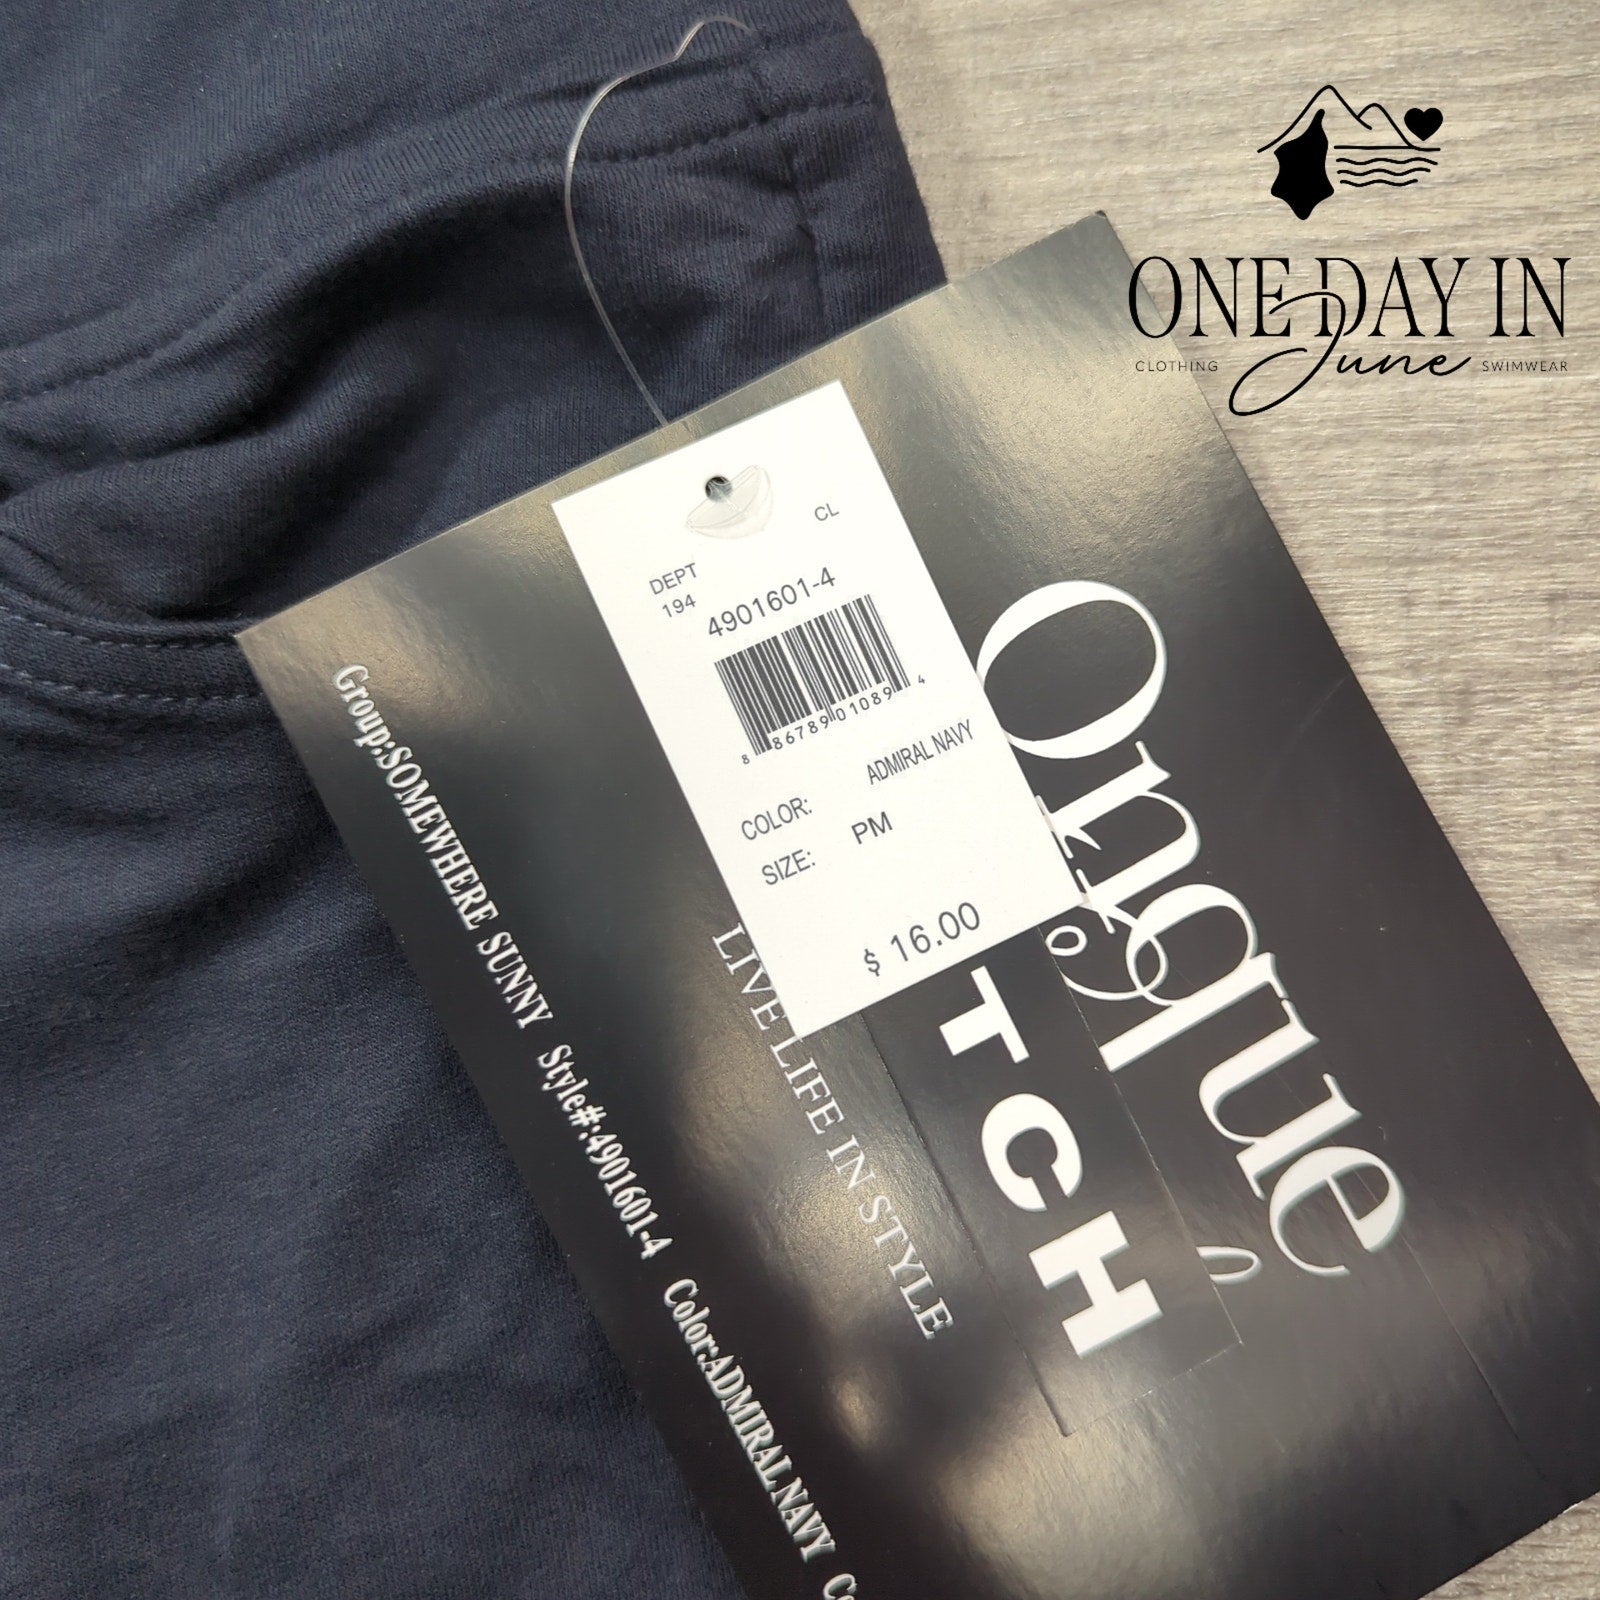 ONE DAY IN
CLOTHING June SWIMWEAR
CL
DEPT
194
4901601-4
8 86789 01089 4
COLOR: ADMIRAL NAVY
SIZE: PM
$ 16.00
Onque
TCH
LIVE LIFE IN STYLE
Group:SOMEWHERE SUNNY Style#:4901601-4 Color:ADMIRAL NAVY